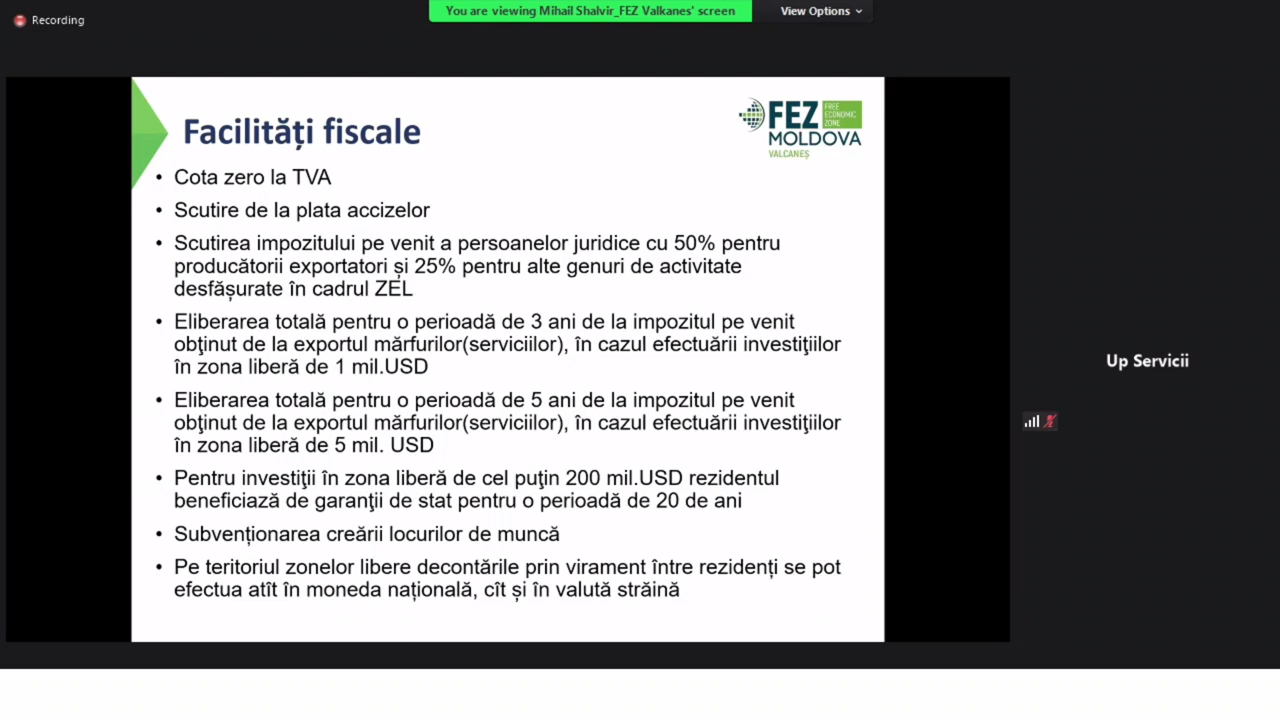 Recording
You are viewing Mihail Shalvir_FEZ Valkanes' screen
View Options
FEZ
FREE
ECONOMIC
ZONE
MOLDOVA
VALCANEȘ
Facilități fiscale
• Cota zero la TVA
• Scutire de la plata accizelor
• Scutirea impozitului pe venit a persoanelor juridice cu 50% pentru
producătorii exportatori și 25% pentru alte genuri de activitate
desfășurate în cadrul ZEL
• Eliberarea totală pentru o perioadă de 3 ani de la impozitul pe venit
obţinut de la exportul mărfurilor(serviciilor), în cazul efectuării investiţiilor
în zona liberă de 1 mil.USD
• Eliberarea totală pentru o perioadă de 5 ani de la impozitul pe venit
obţinut de la exportul mărfurilor(serviciilor), în cazul efectuării investiţiilor
în zona liberă de 5 mil. USD
• Pentru investiţii în zona liberă de cel puţin 200 mil.USD rezidentul
beneficiază de garanţii de stat pentru o perioadă de 20 de ani
• Subvenționarea creării locurilor de muncă
• Pe teritoriul zonelor libere decontările prin virament între rezidenți se pot
efectua atît în moneda națională, cît și în valută străină
Up Servicii